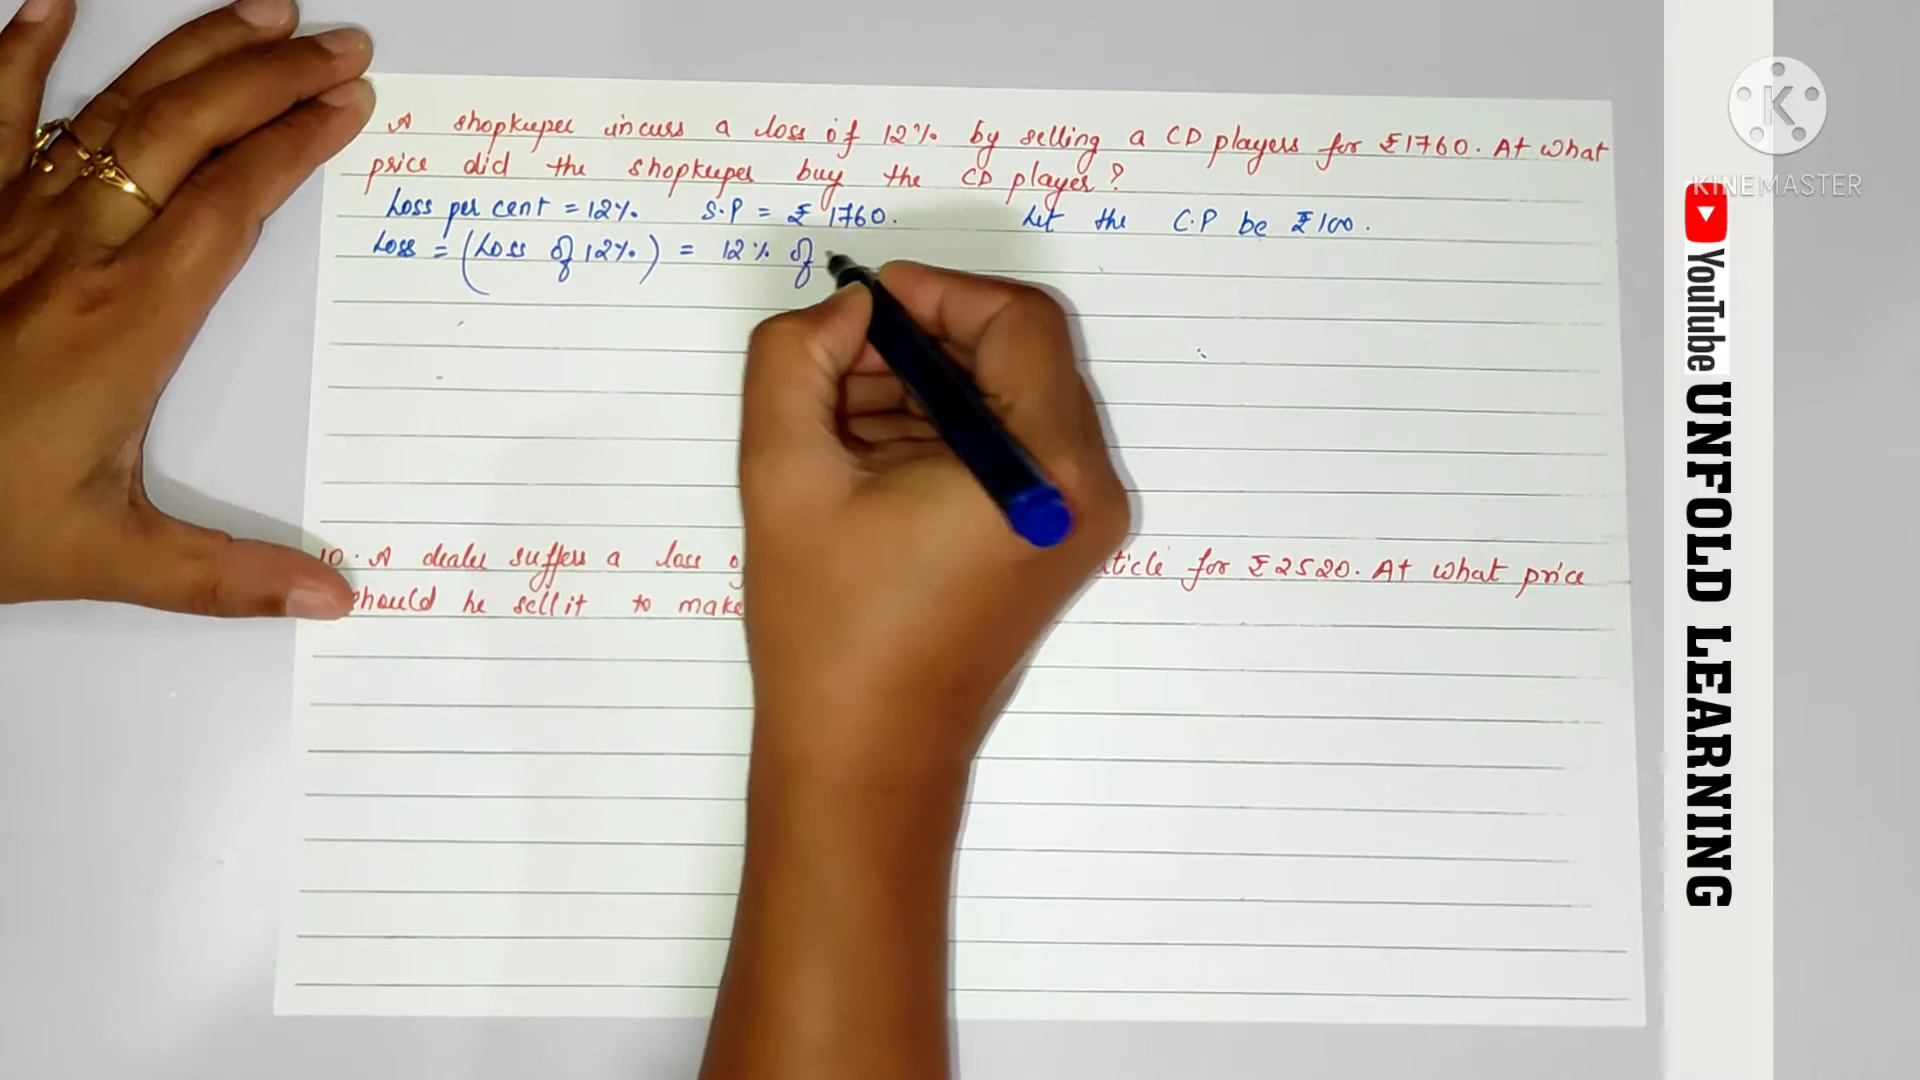 A shopkeeper incurs a loss of 12% by selling a CD players for ₹1760. At what
price did the shopkeeper buy the CD player?
Loss per cent = 12% S.P = ₹ 1760. Let the C.P be ₹100.
Loss = (Loss of 12%) = 12% of
10. A dealer suffers a loss for ₹2520. At what price
should he sell it to make
KINEMASTER
YouTube UNFOLD LEARNING